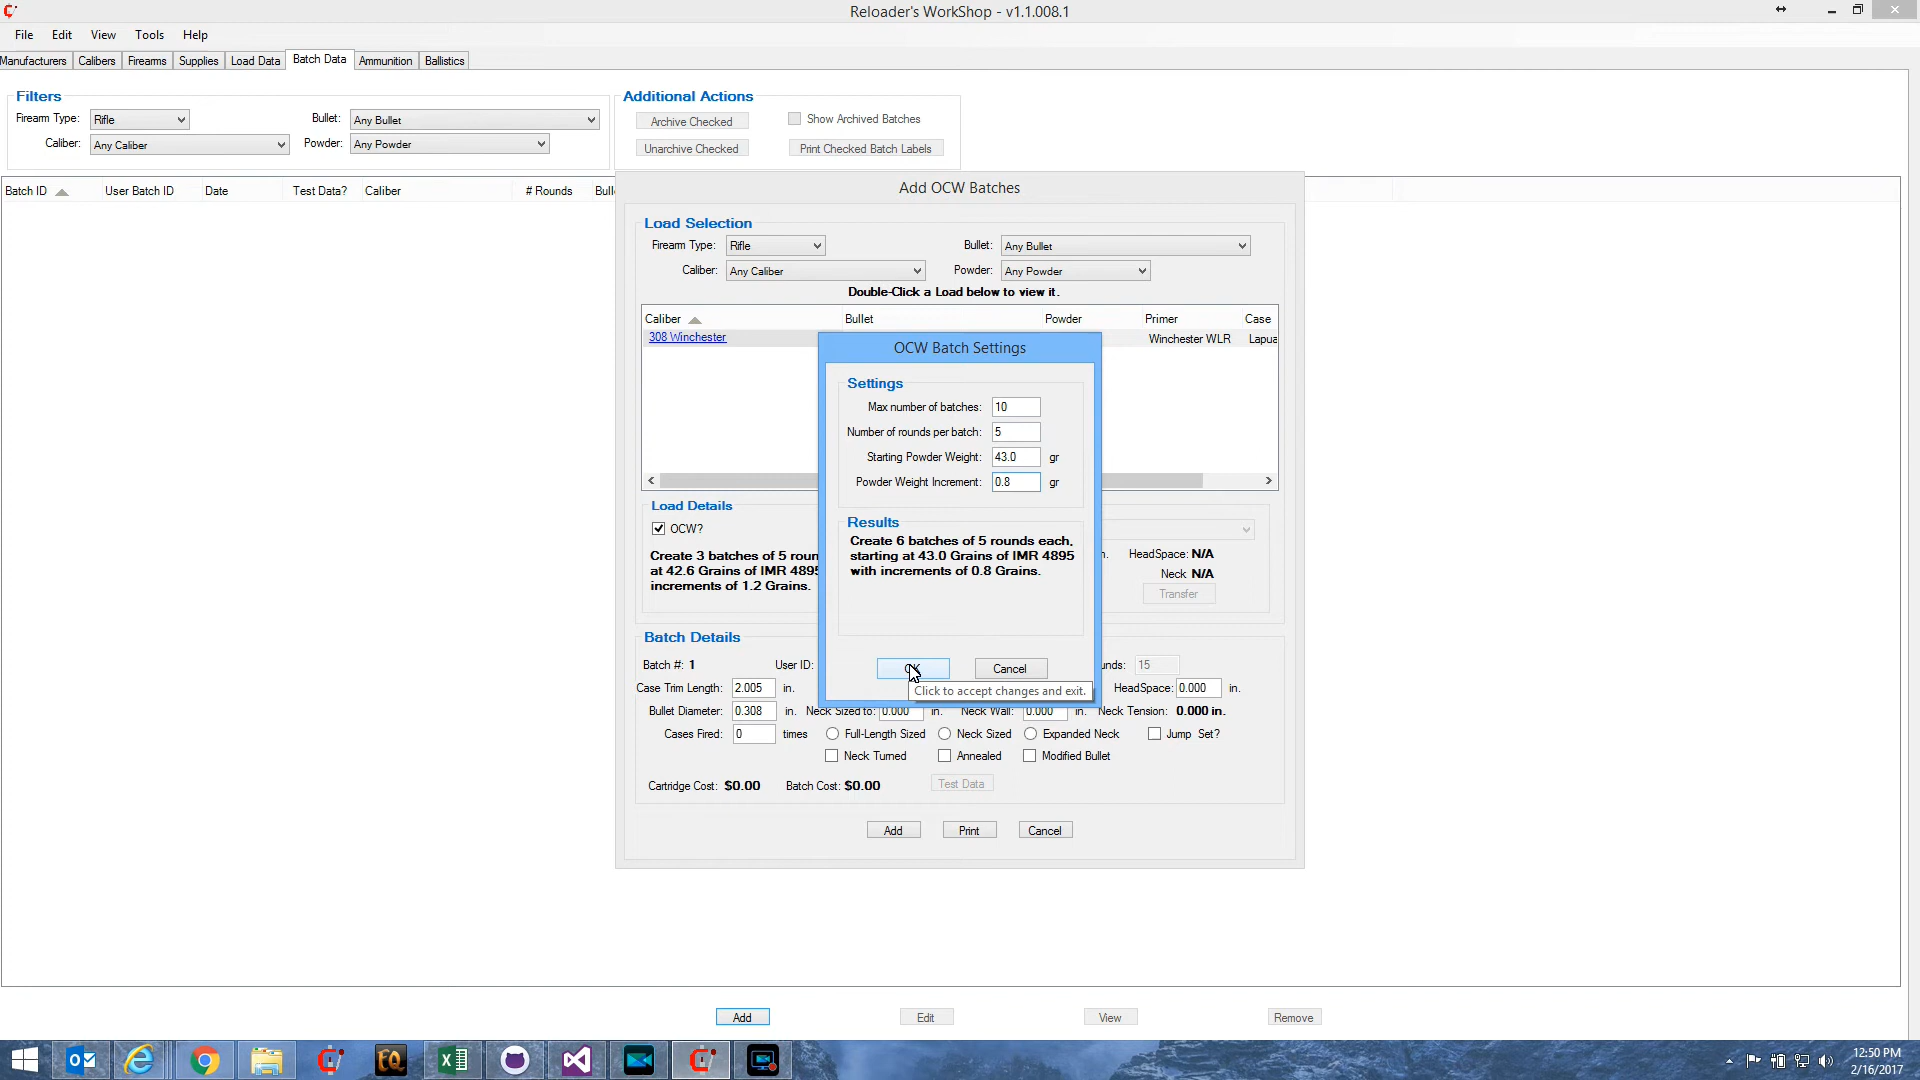 Reloader's WorkShop - v1.1.008.1
File Edit View Tools Help
Manufacturers Calibers Firearms Supplies Load Data Batch Data Ammunition Ballistics
Filters
Firearm Type: Rifle Bullet: Any Bullet
Caliber: Any Caliber Powder: Any Powder
Additional Actions
Archive Checked Show Archived Batches
Unarchive Checked Print Checked Batch Labels
Batch ID User Batch ID Date Test Data? Caliber # Rounds
Add OCW Batches
Load Selection
Firearm Type: Rifle Bullet: Any Bullet
Caliber: Any Caliber Powder: Any Powder
Double-Click a Load below to view it.
Caliber Bullet Powder Primer Case
308 Winchester Winchester WLR Lapua
OCW Batch Settings
Settings
Max number of batches: 10
Number of rounds per batch: 5
Starting Powder Weight: 43.0 gr
Powder Weight Increment: 0.8 gr
Results
Create 6 batches of 5 rounds each,
starting at 43.0 Grains of IMR 4895
with increments of 0.8 Grains.
OK Cancel
Click to accept changes and exit.
Load Details
OCW?
Create 3 batches of 5
at 42.6 Grains of IMR 4895
increments of 1.2 Grains.
HeadSpace: N/A
Neck N/A
Transfer
Batch Details
Batch #: 1 User ID: 15
Case Trim Length: 2.005 in. HeadSpace: 0.000 in.
Bullet Diameter: 0.308 in. Neck Sized to: 0.000 in. Neck Wall: 0.000 in. Neck Tension: 0.000 in.
Cases Fired: 0 times Full-Length Sized Neck Sized Expanded Neck Jump Set?
Neck Turned Annealed Modified Bullet
Cartridge Cost: $0.00 Batch Cost: $0.00 Test Data
Add Print Cancel
Add Edit View Remove
12:50 PM
2/16/2017